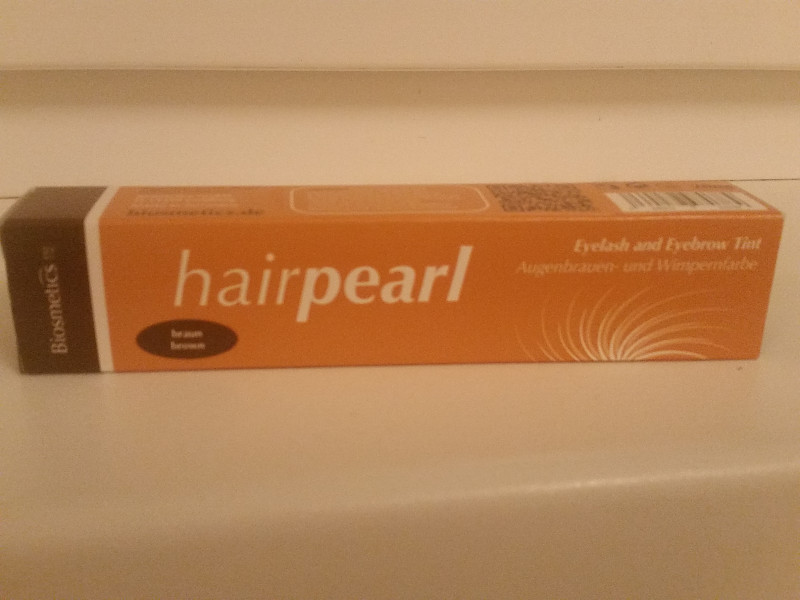 biosmetics.de
Biosmetics
hairpearl
braun
brown
Eyelash and Eyebrow Tint
Augenbrauen- und Wimpernfarbe